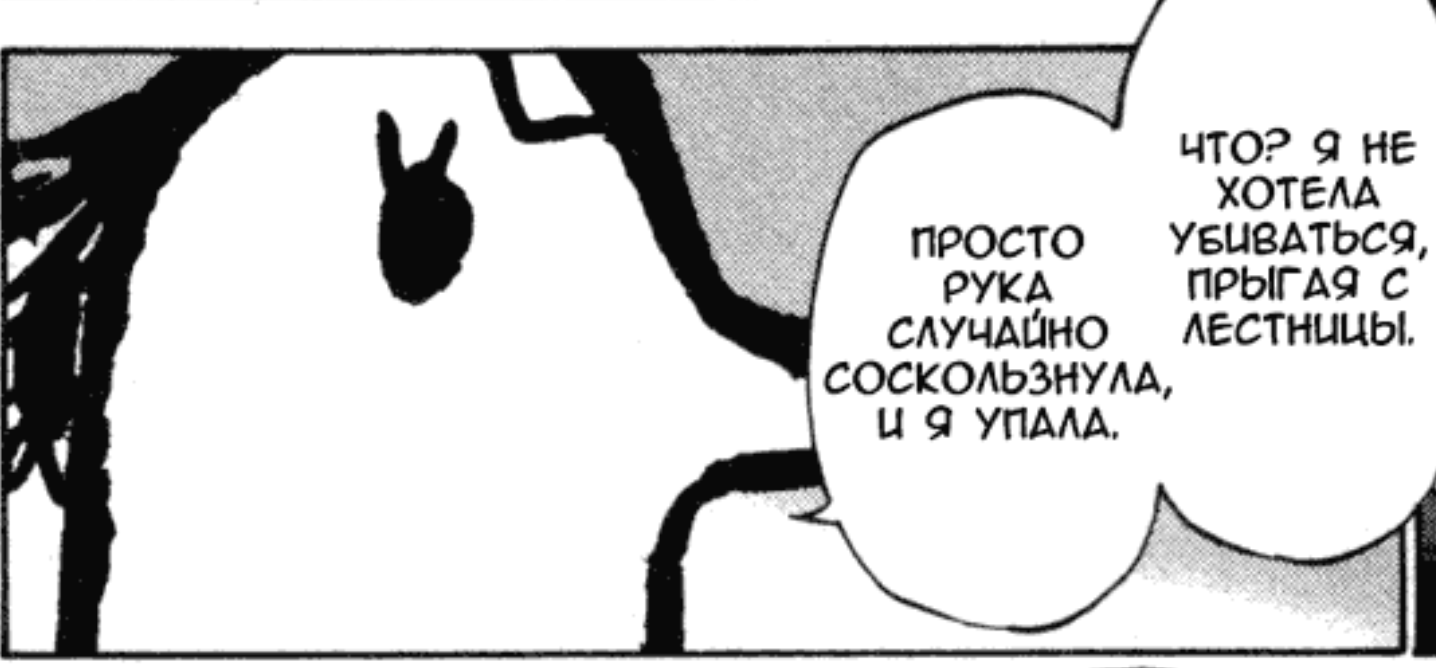 ЧТО? Я НЕ
ХОТЕЛА
УБИВАТЬСЯ,
ПРЫГАЯ С
ЛЕСТНИЦЫ.
ПРОСТО
РУКА
СЛУЧАЙНО
СОСКОЛЬЗНУЛА,
И Я УПАЛА.